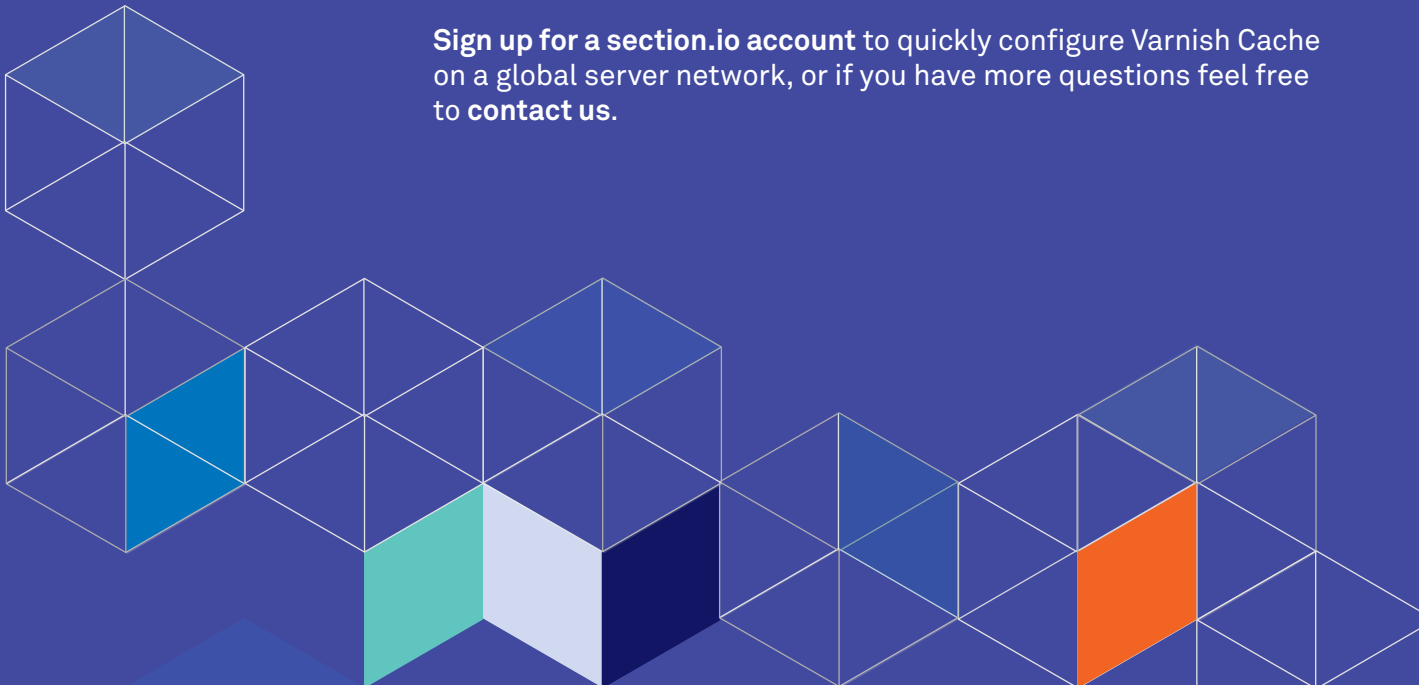 Sign up for a section.io account to quickly configure Varnish Cache
on a global server network, or if you have more questions feel free
to contact us.